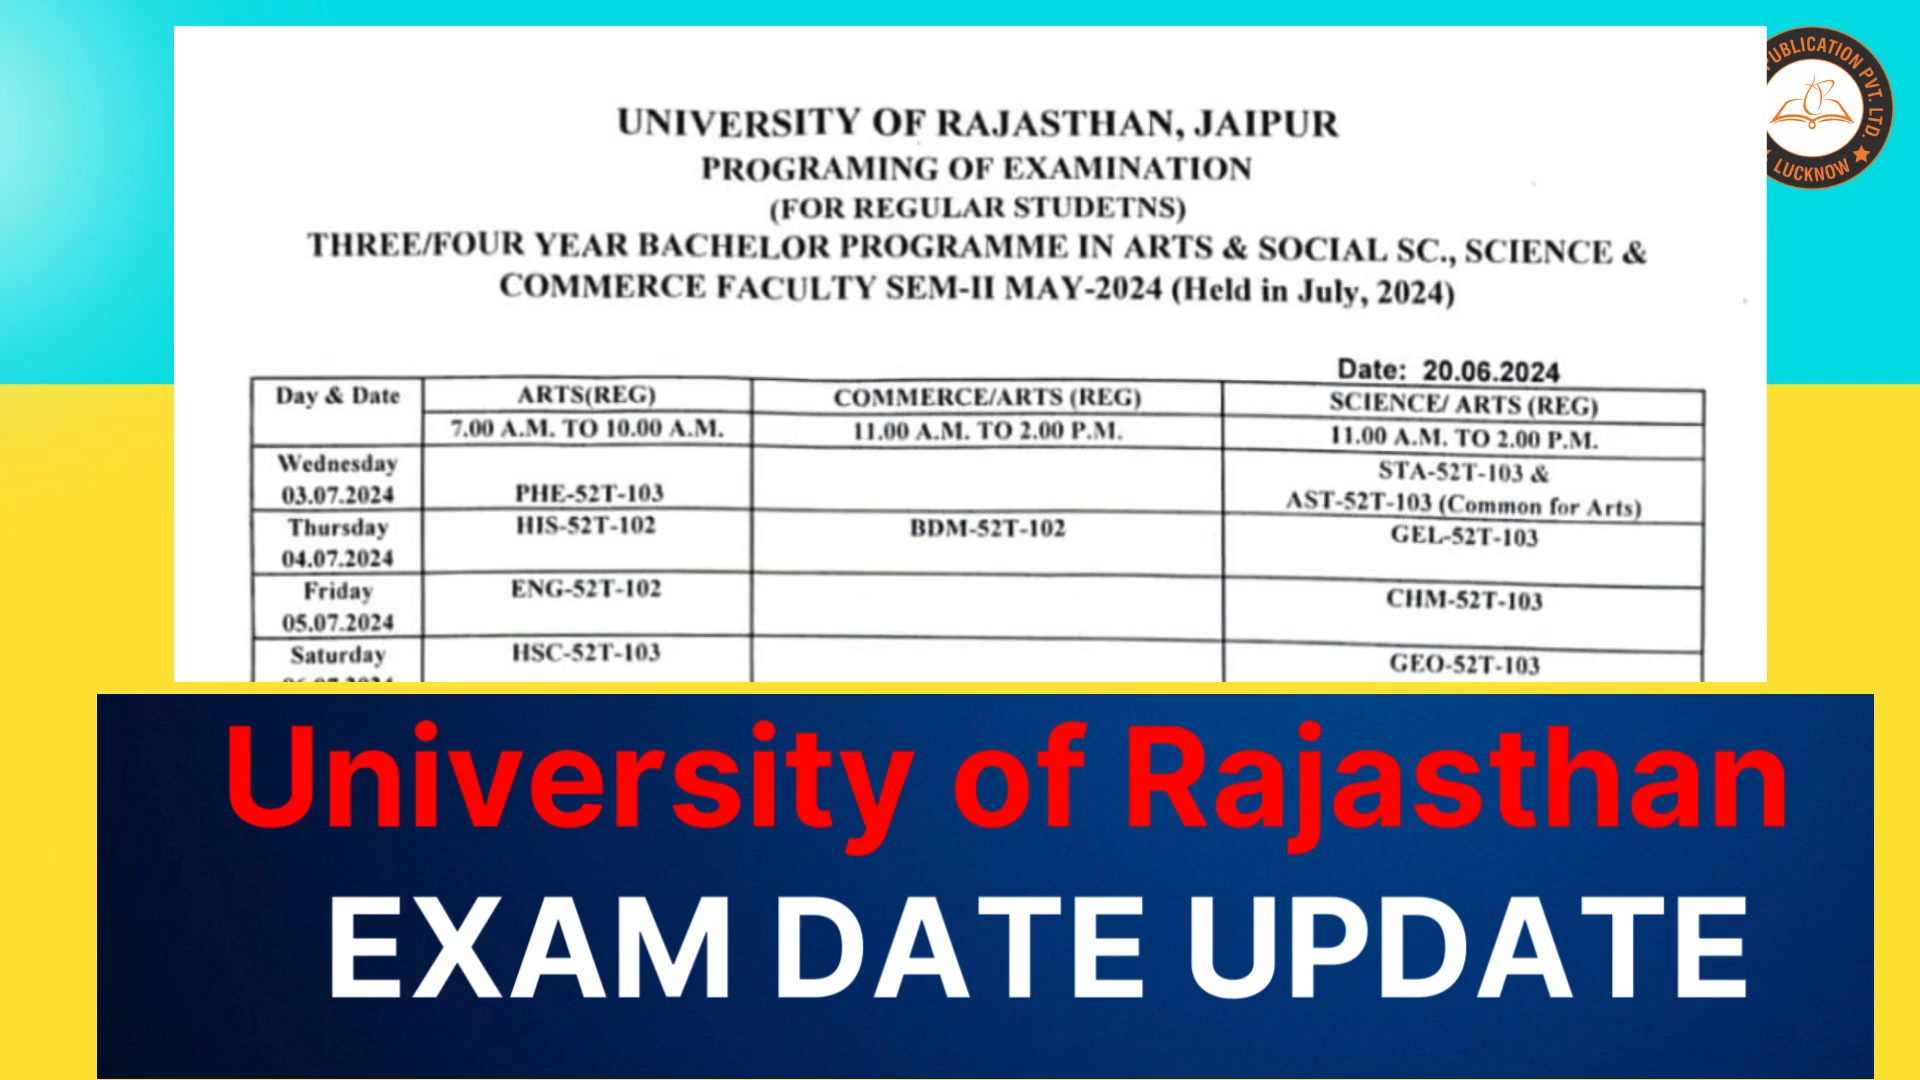 UNIVERSITY OF RAJASTHAN, JAIPUR
PROGRAMING OF EXAMINATION
(FOR REGULAR STUDETNS)
THREE/FOUR YEAR BACHELOR PROGRAMME IN ARTS & SOCIAL SC., SCIENCE &
COMMERCE FACULTY SEM-II MAY-2024 (Held in July, 2024)
Date: 20.06.2024
Day & Date ARTS(REG) COMMERCE/ARTS (REG) SCIENCE/ ARTS (REG)
7.00 A.M. TO 10.00 A.M. 11.00 A.M. TO 2.00 P.M. 11.00 A.M. TO 2.00 P.M.
Wednesday STA-52T-103 &
03.07.2024 PHE-52T-103 AST-52T-103 (Common for Arts)
Thursday HIS-52T-102 BDM-52T-102 GEL-52T-103
04.07.2024
Friday ENG-52T-102 CHM-52T-103
05.07.2024
Saturday HSC-52T-103 GEO-52T-103
PUBLICATION PVT. LTD.
LUCKNOW
University of Rajasthan
EXAM DATE UPDATE